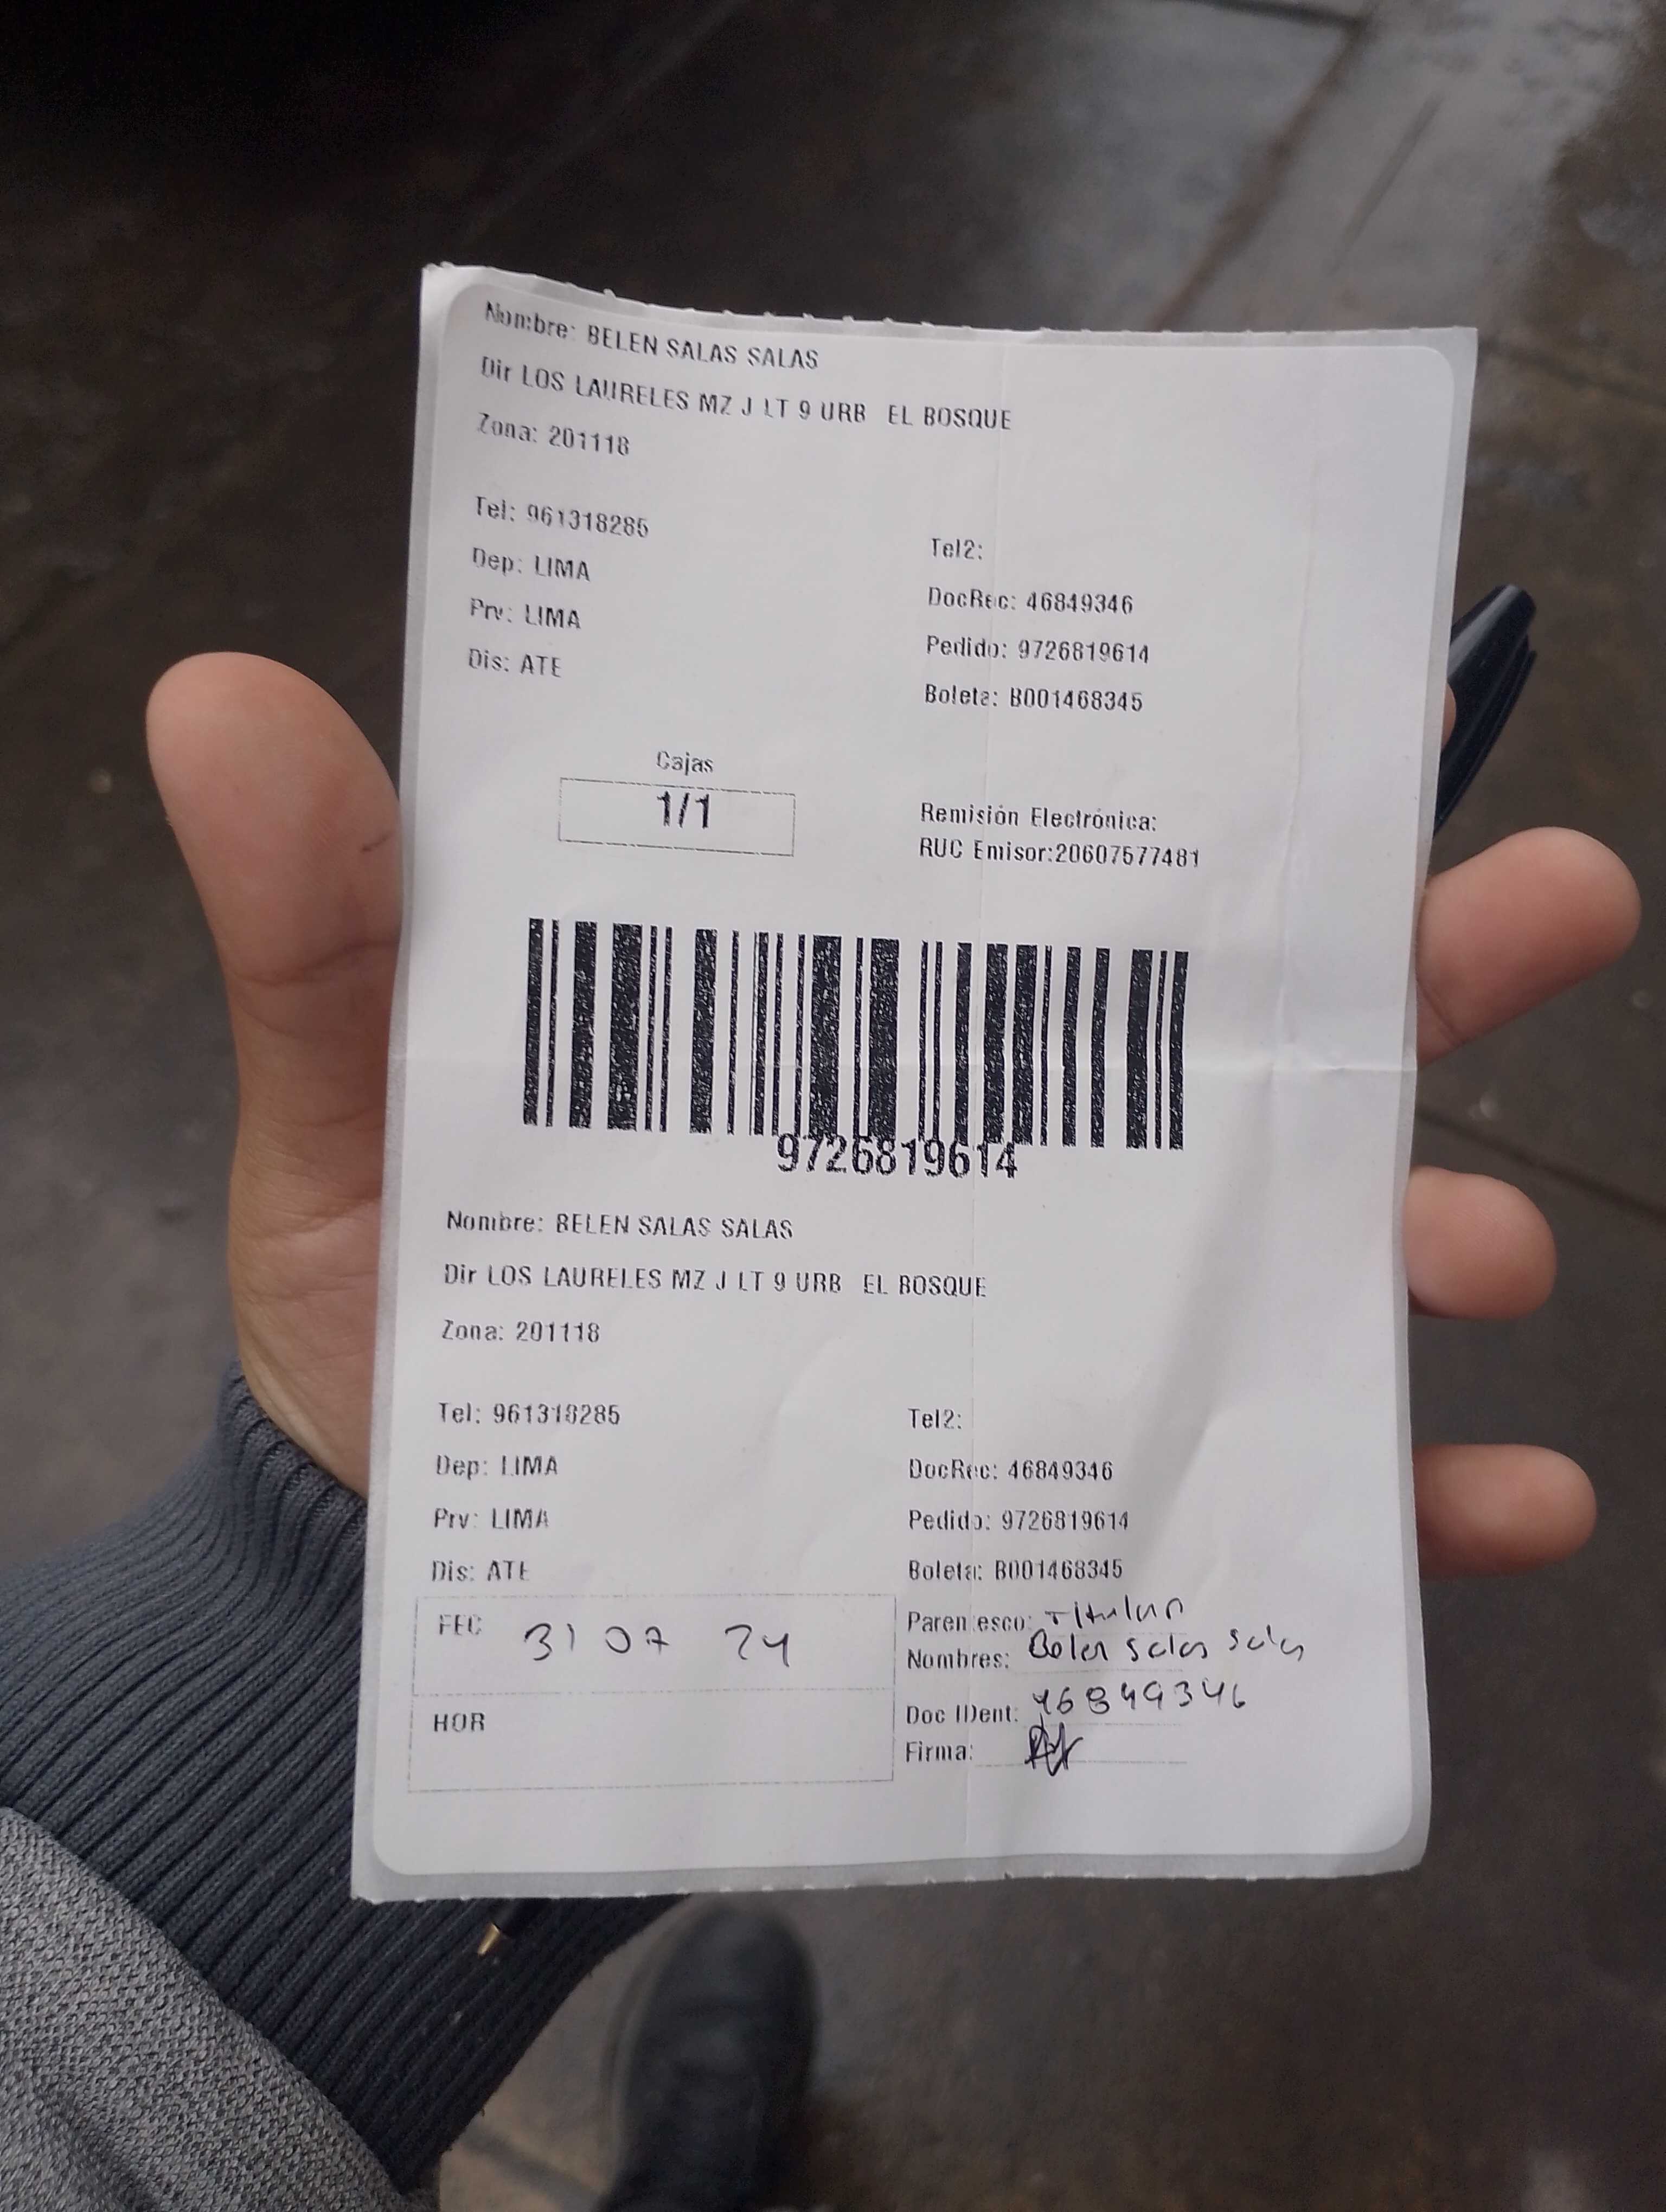 Nombre: BELEN SALAS SALAS
Dir LOS LAURELES MZ J LT 9 URB EL BOSQUE
Zona: 201118
Tel: 961318285
Tel2:
Dep: LIMA
DocRec: 46849346
Prv: LIMA
Pedido: 9726819614
Dis: ATE
Boleta: B001468345
Cajas
1/1
Remisión Electrónica:
RUC Emisor:20607577481
9726819614
Nombre: BELEN SALAS SALAS
Dir LOS LAURELES MZ J LT 9 URB EL BOSQUE
Zona: 201118
Tel: 961318285
Tel2:
Dep: LIMA
DocRec: 46849346
Prv: LIMA
Pedido: 9726819614
Dis: ATE
Boleta: B001468345
FEC 31 07 24
Parentesco: Titular
Nombres: Belen Salas Salas
Doc IDent: 46849346
HOR
Firma: